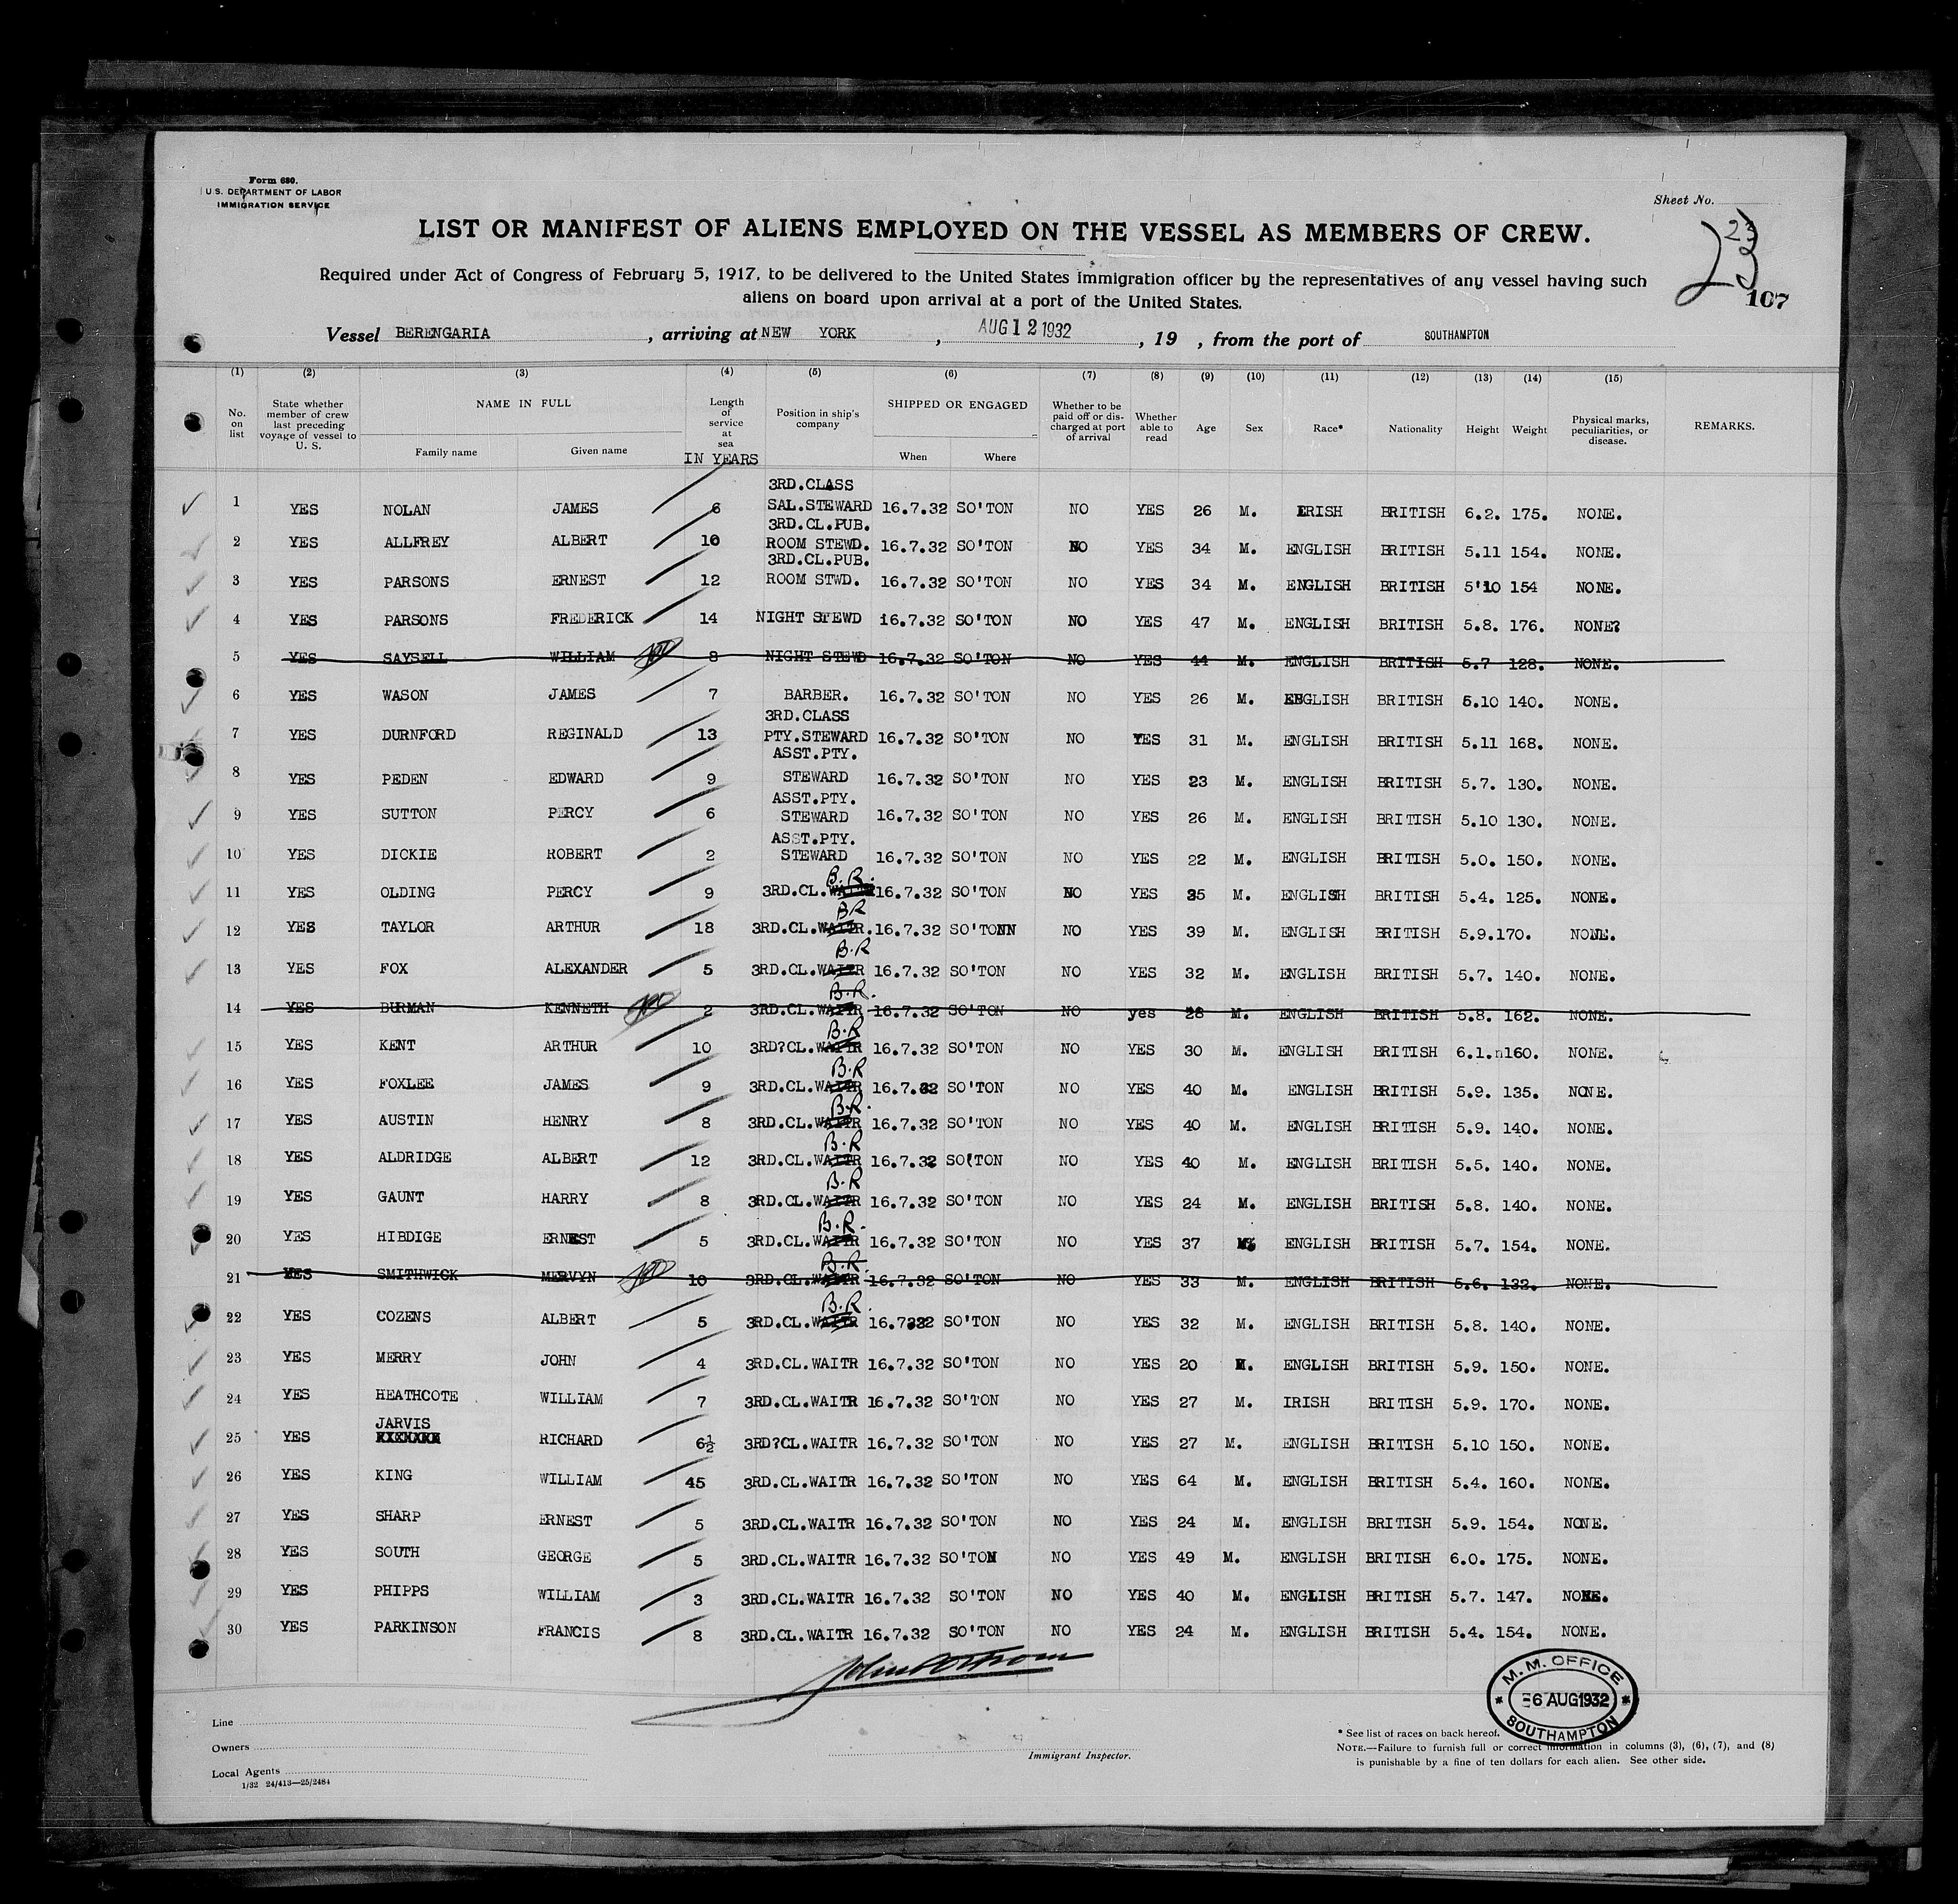 Form 680.
U.S. DEPARTMENT OF LABOR
IMMIGRATION SERVICE
Sheet No.
23
23
107
LIST OR MANIFEST OF ALIENS EMPLOYED ON THE VESSEL AS MEMBERS OF CREW.
Required under Act of Congress of February 5, 1917, to be delivered to the United States immigration officer by the representatives of any vessel having such
aliens on board upon arrival at a port of the United States.
Vessel BERENGARIA, arriving at NEW YORK, AUG 12 1932, 19 , from the port of SOUTHAMPTON
(1) (2) (3) (4) (5) (6) (7) (8) (9) (10) (11) (12) (13) (14) (15)
No. on list State whether member of crew last preceding voyage of vessel to U. S. NAME IN FULL Family name Given name Length of service at sea IN YEARS Position in ship's company SHIPPED OR ENGAGED When Where Whether to be paid off or discharged at port of arrival Whether able to read Age Sex Race* Nationality Height Weight Physical marks, peculiarities, or disease. REMARKS.
1 YES NOLAN JAMES 6 3RD.CLASS SAL.STEWARD 16.7.32 SO'TON NO YES 26 M. IRISH BRITISH 6.2. 175. NONE.
2 YES ALLFREY ALBERT 10 3RD.CL.PUB. ROOM STEWD. 16.7.32 SO'TON NO YES 34 M. ENGLISH BRITISH 5.11 154. NONE.
3 YES PARSONS ERNEST 12 3RD.CL.PUB. ROOM STWD. 16.7.32 SO'TON NO YES 34 M. ENGLISH BRITISH 5'10 154 NONE.
4 YES PARSONS FREDERICK 14 NIGHT STEWD 16.7.32 SO'TON NO YES 47 M. ENGLISH BRITISH 5.8. 176. NONE?
5 YES SAYSELL WILLIAM 8 NIGHT STEWD 16.7.32 SO'TON NO YES 44 M. ENGLISH BRITISH 5.7 128. NONE.
6 YES WASON JAMES 7 BARBER. 16.7.32 SO'TON NO YES 26 M. ENGLISH BRITISH 5.10 140. NONE.
7 YES DURNFORD REGINALD 13 3RD.CLASS PTY.STEWARD 16.7.32 SO'TON NO YES 31 M. ENGLISH BRITISH 5.11 168. NONE.
8 YES PEDEN EDWARD 9 ASST.PTY. STEWARD 16.7.32 SO'TON NO YES 23 M. ENGLISH BRITISH 5.7. 130. NONE.
9 YES SUTTON PERCY 6 ASST.PTY. STEWARD 16.7.32 SO'TON NO YES 26 M. ENGLISH BRITISH 5.10 130. NONE.
10 YES DICKIE ROBERT 2 ASST.PTY. STEWARD 16.7.32 SO'TON NO YES 22 M. ENGLISH BRITISH 5.0. 150. NONE.
11 YES OLDING PERCY 9 3RD.CL.WAITR B.R. 16.7.32 SO'TON NO YES 35 M. ENGLISH BRITISH 5.4. 125. NONE.
12 YES TAYLOR ARTHUR 18 3RD.CL.WAITR. BR 16.7.32 SO'TONNN NO YES 39 M. ENGLISH BRITISH 5.9.170. NONE.
13 YES FOX ALEXANDER 5 3RD.CL.WAITR B.R 16.7.32 SO'TON NO YES 32 M. ENGLISH BRITISH 5.7. 140. NONE.
14 YES BURMAN KENNETH 2 3RD.CL.WAITR B.R. 16.7.32 SO'TON NO yes 28 M. ENGLISH BRITISH 5.8. 162. NONE.
15 YES KENT ARTHUR 10 3RD?CL.WAITR B.R 16.7.32 SO'TON NO YES 30 M. ENGLISH BRITISH 6.1.n160. NONE.
16 YES FOXLEE JAMES 9 3RD.CL.WAITR B.R 16.7.32 SO'TON NO YES 40 M. ENGLISH BRITISH 5.9. 135. NONE.
17 YES AUSTIN HENRY 8 3RD.CL.WAITR B.R. 16.7.32 SO'TON NO YES 40 M. ENGLISH BRITISH 5.9. 140. NONE.
18 YES ALDRIDGE ALBERT 12 3RD.CL.WAITR B.R 16.7.32 SO(TON NO YES 40 M. ENGLISH BRITISH 5.5. 140. NONE.
19 YES GAUNT HARRY 8 3RD.CL.WAITR B.R 16.7.32 SO'TON NO YES 24 M. ENGLISH BRITISH 5.8. 140. NONE.
20 YES HIBDIGE ERNEST 5 3RD.CL.WAITR B.R. 16.7.32 SO'TON NO YES 37 M. ENGLISH BRITISH 5.7. 154. NONE.
21 YES SMITHWICK MERVYN 10 3RD.CL.WAITR B.R. 16.7.32 SO'TON NO YES 33 M. ENGLISH BRITISH 5.6. 132. NONE.
22 YES COZENS ALBERT 5 3RD.CL.WAITR B.R. 16.7332 SO'TON NO YES 32 M. ENGLISH BRITISH 5.8. 140. NONE.
23 YES MERRY JOHN 4 3RD.CL.WAITR 16.7.32 SO'TON NO YES 20 M. ENGLISH BRITISH 5.9. 150. NONE.
24 YES HEATHCOTE WILLIAM 7 3RD.CL.WAITR 16.7.32 SO'TON NO YES 27 M. IRISH BRITISH 5.9. 170. NONE.
25 YES JARVIS RICHARD 6½ 3RD?CL.WAITR 16.7.32 SO'TON NO YES 27 M. ENGLISH BRITISH 5.10 150. NONE.
26 YES KING WILLIAM 45 3RD.CL.WAITR 16.7.32 SO'TON NO YES 64 M. ENGLISH BRITISH 5.4. 160. NONE.
27 YES SHARP ERNEST 5 3RD.CL.WAITR 16.7.32 SO'TON NO YES 24 M. ENGLISH BRITISH 5.9. 154. NONE.
28 YES SOUTH GEORGE 5 3RD.CL.WAITR 16.7.32 SO'TON NO YES 49 M. ENGLISH BRITISH 6.0. 175. NONE.
29 YES PHIPPS WILLIAM 3 3RD.CL.WAITR 16.7.32 SO'TON NO YES 40 M. ENGLISH BRITISH 5.7. 147. NONE.
30 YES PARKINSON FRANCIS 8 3RD.CL.WAITR 16.7.32 SO'TON NO YES 24 M. ENGLISH BRITISH 5.4. 154. NONE.
M. M. OFFICE
6 AUG 1932
SOUTHAMPTON
Line
Owners
Local Agents
1/32 24/413—25/2484
Immigrant Inspector.
* See list of races on back hereof.
NOTE.—Failure to furnish full or correct information in columns (3), (6), (7), and (8)
is punishable by a fine of ten dollars for each alien. See other side.